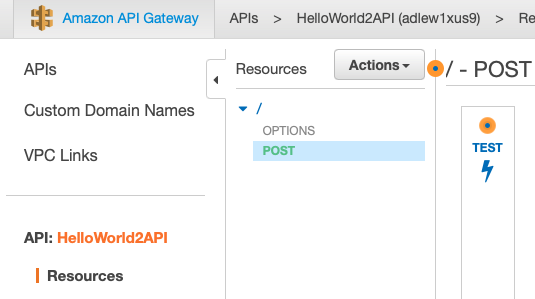 Amazon API Gateway APIs > HelloWorld2API (adlew1xus9) > Re
APIs
Custom Domain Names
VPC Links
API: HelloWorld2API
Resources
Resources Actions
/
OPTIONS
POST
/ - POST
TEST